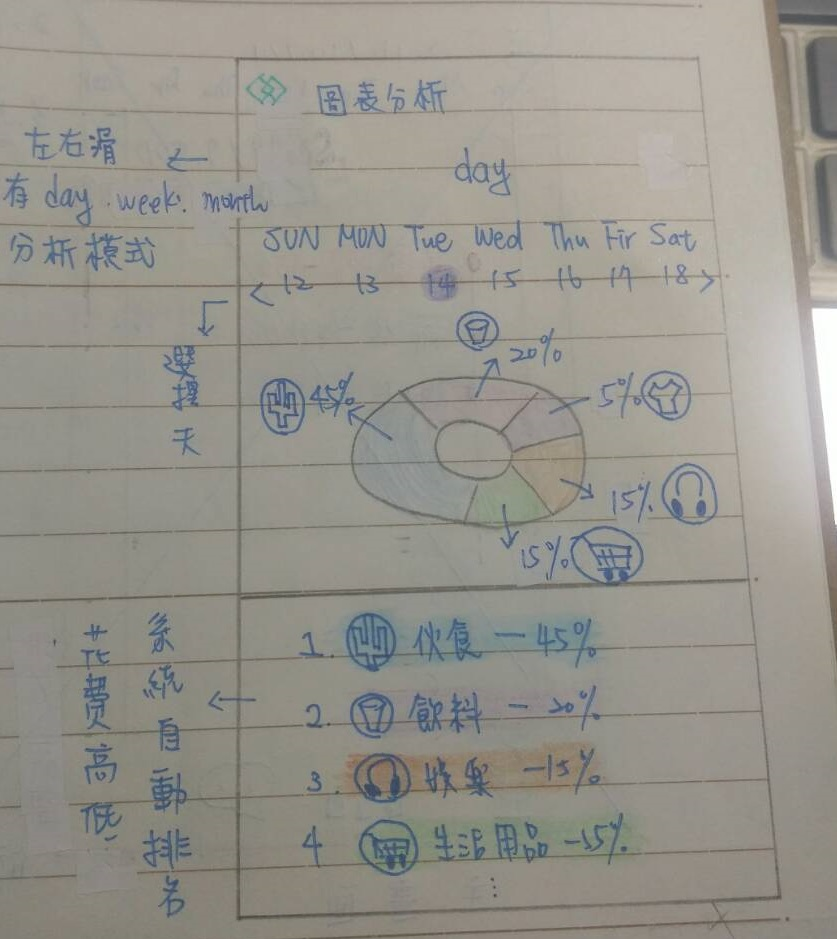 圖表分析
左右滑
day
有 day.week.month
分析模式
SUN MON Tue Wed Thu Fir Sat
< 12 13 14 15 16 17 18 >
選擇天
20%
45%
5%
15%
15%
系統自動排名
花費高低
1. 伙食 — 45%
2. 飲料 — 20%
3. 娛樂 — 15%
4 生活用品 — 15%
⋮